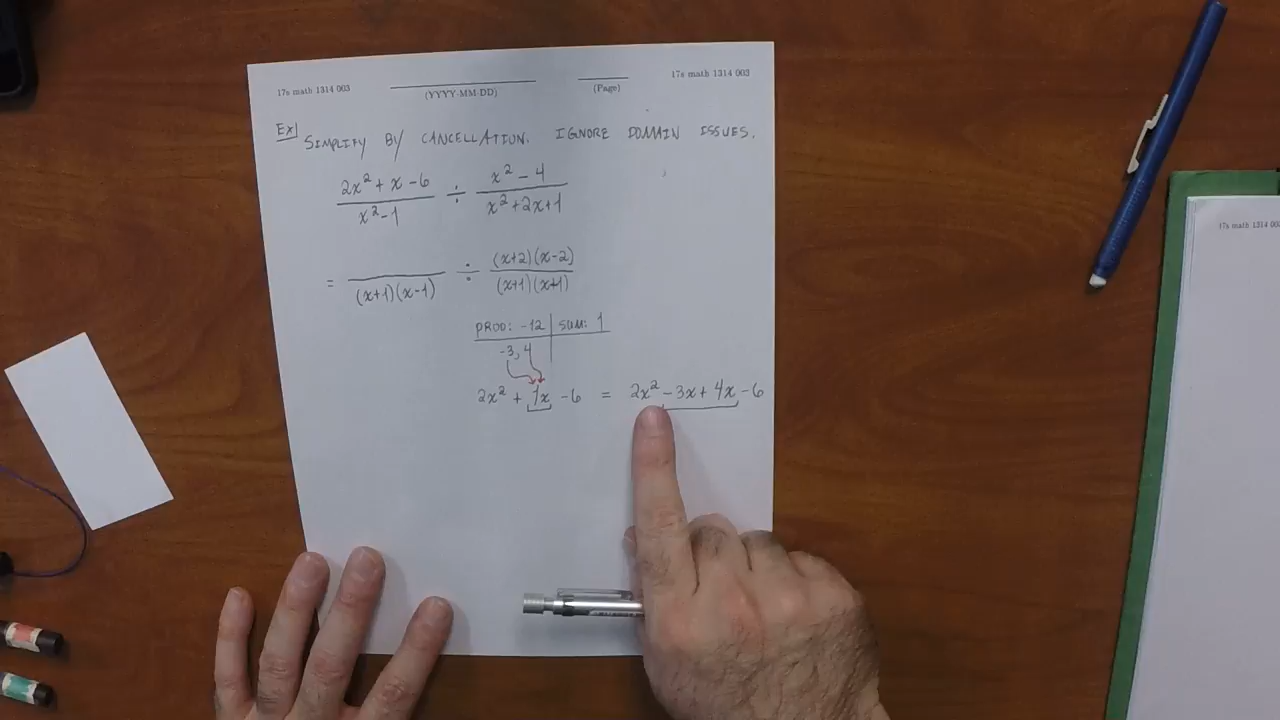 17s math 1314 003 (YYYY-MM-DD) (Page) 17s math 1314 003
Ex SIMPLIFY BY CANCELLATION. IGNORE DOMAIN ISSUES.
2x² + x - 6 / x² - 1 ÷ x² - 4 / x² + 2x + 1
= / (x+1)(x-1) ÷ (x+2)(x-2) / (x+1)(x+1)
PROD: -12 | SUM: 1
-3, 4
2x² + 1x - 6 = 2x² - 3x + 4x - 6
17s math 1314